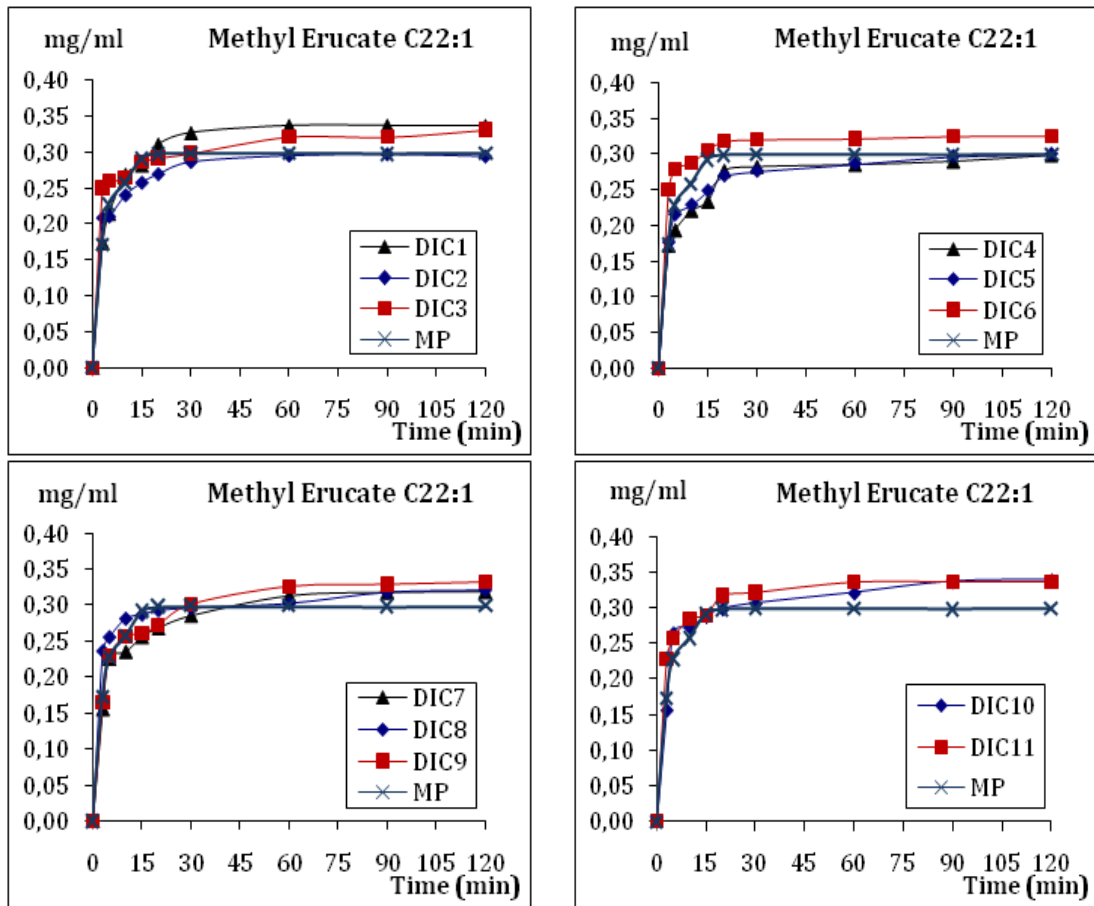 mg/ml Methyl Erucate C22:1
0,40
0,35
0,30
0,25
0,20
0,15
0,10
0,05
0,00
DIC1
DIC2
DIC3
MP
0 15 30 45 60 75 90 105 120
Time (min)
mg/ml Methyl Erucate C22:1
0,40
0,35
0,30
0,25
0,20
0,15
0,10
0,05
0,00
DIC4
DIC5
DIC6
MP
0 15 30 45 60 75 90 105 120
Time (min)
mg/ml Methyl Erucate C22:1
0,40
0,35
0,30
0,25
0,20
0,15
0,10
0,05
0,00
DIC7
DIC8
DIC9
MP
0 15 30 45 60 75 90 105 120
Time (min)
mg/ml Methyl Erucate C22:1
0,40
0,35
0,30
0,25
0,20
0,15
0,10
0,05
0,00
DIC10
DIC11
MP
0 15 30 45 60 75 90 105 120
Time (min)